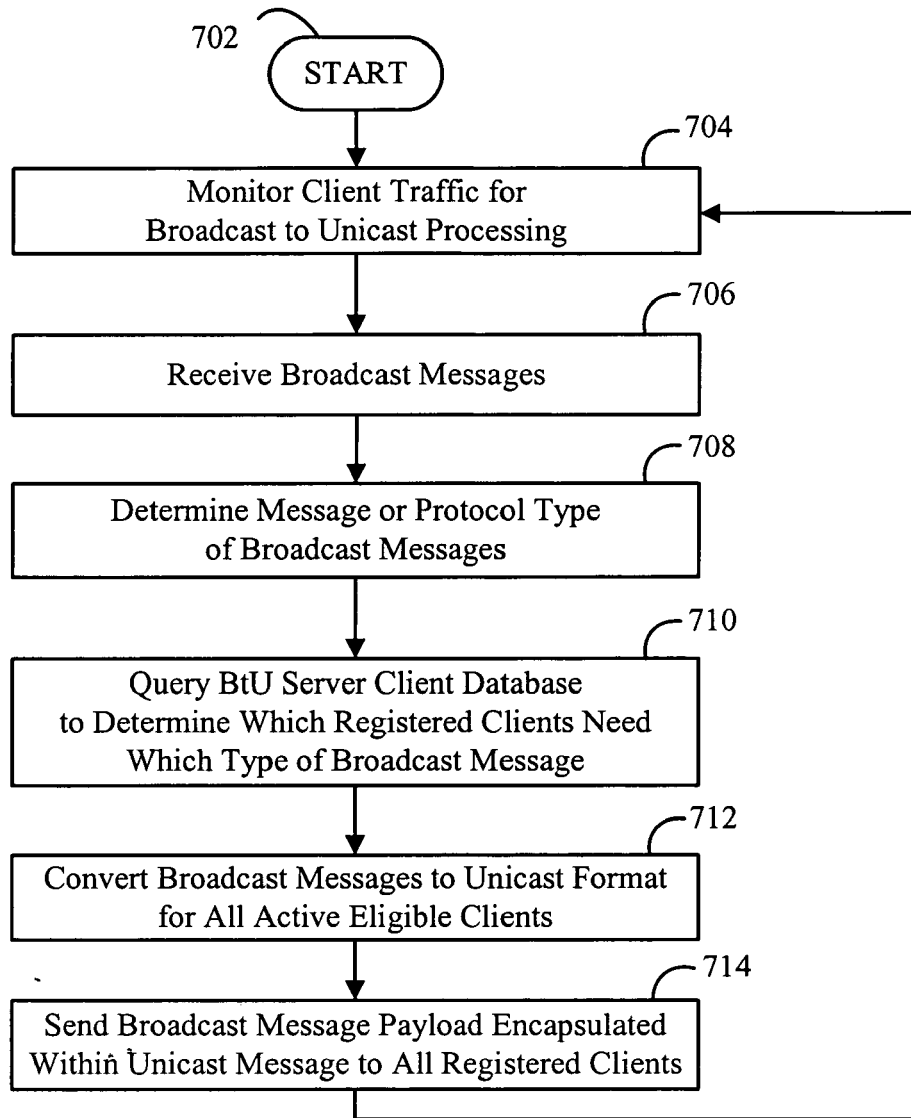 702
START
704
Monitor Client Traffic for
Broadcast to Unicast Processing
706
Receive Broadcast Messages
708
Determine Message or Protocol Type
of Broadcast Messages
710
Query BtU Server Client Database
to Determine Which Registered Clients Need
Which Type of Broadcast Message
712
Convert Broadcast Messages to Unicast Format
for All Active Eligible Clients
714
Send Broadcast Message Payload Encapsulated
Within Unicast Message to All Registered Clients